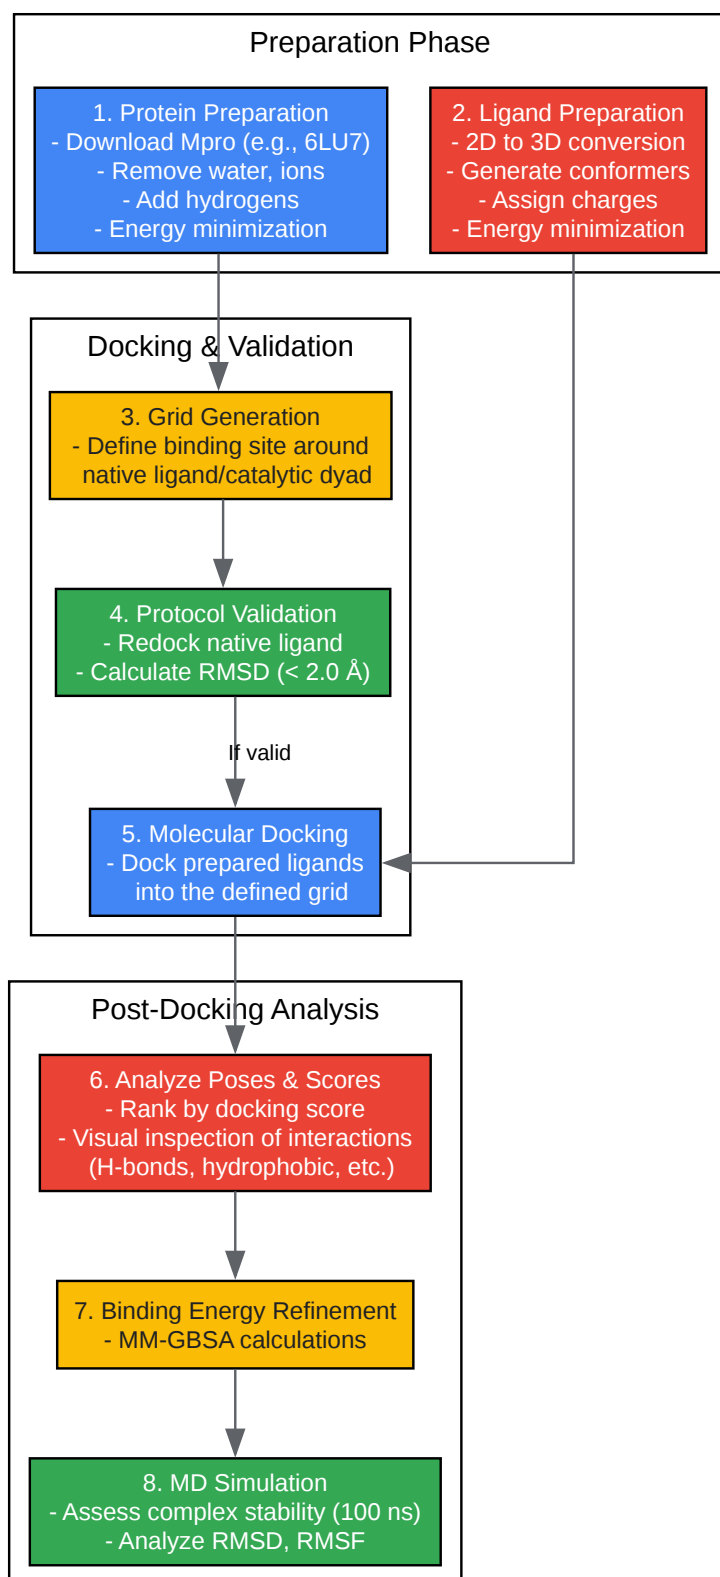 Preparation Phase
1. Protein Preparation
- Download Mpro (e.g., 6LU7)
- Remove water, ions
- Add hydrogens
- Energy minimization
2. Ligand Preparation
- 2D to 3D conversion
- Generate conformers
- Assign charges
- Energy minimization
Docking & Validation
3. Grid Generation
- Define binding site around
native ligand/catalytic dyad
4. Protocol Validation
- Redock native ligand
- Calculate RMSD (< 2.0 Å)
If valid
5. Molecular Docking
- Dock prepared ligands
into the defined grid
Post-Docking Analysis
6. Analyze Poses & Scores
- Rank by docking score
- Visual inspection of interactions
(H-bonds, hydrophobic, etc.)
7. Binding Energy Refinement
- MM-GBSA calculations
8. MD Simulation
- Assess complex stability (100 ns)
- Analyze RMSD, RMSF